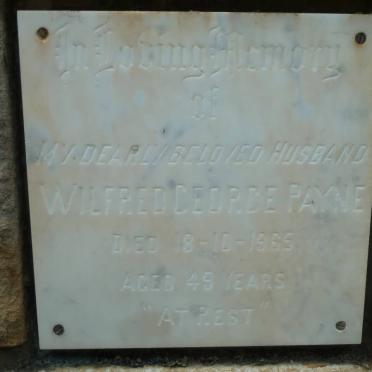 In Loving Memory
of
MY DEARLY BELOVED HUSBAND
WILFRED GEORGE PAYNE
DIED 18-10-1965
AGED 49 YEARS
"AT REST"